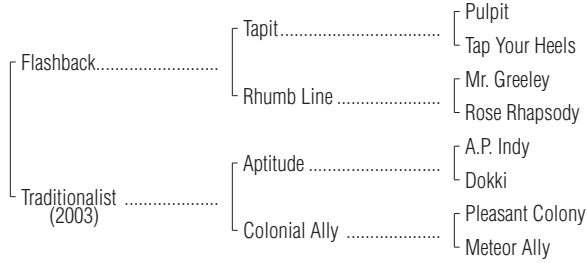 Pulpit
Tapit........................................
Tap Your Heels
Flashback..............................
Mr. Greeley
Rhumb Line ..........................
Rose Rhapsody
A.P. Indy
Aptitude .................................
Dokki
Traditionalist .......................
(2003)
Pleasant Colony
Colonial Ally .......................
Meteor Ally